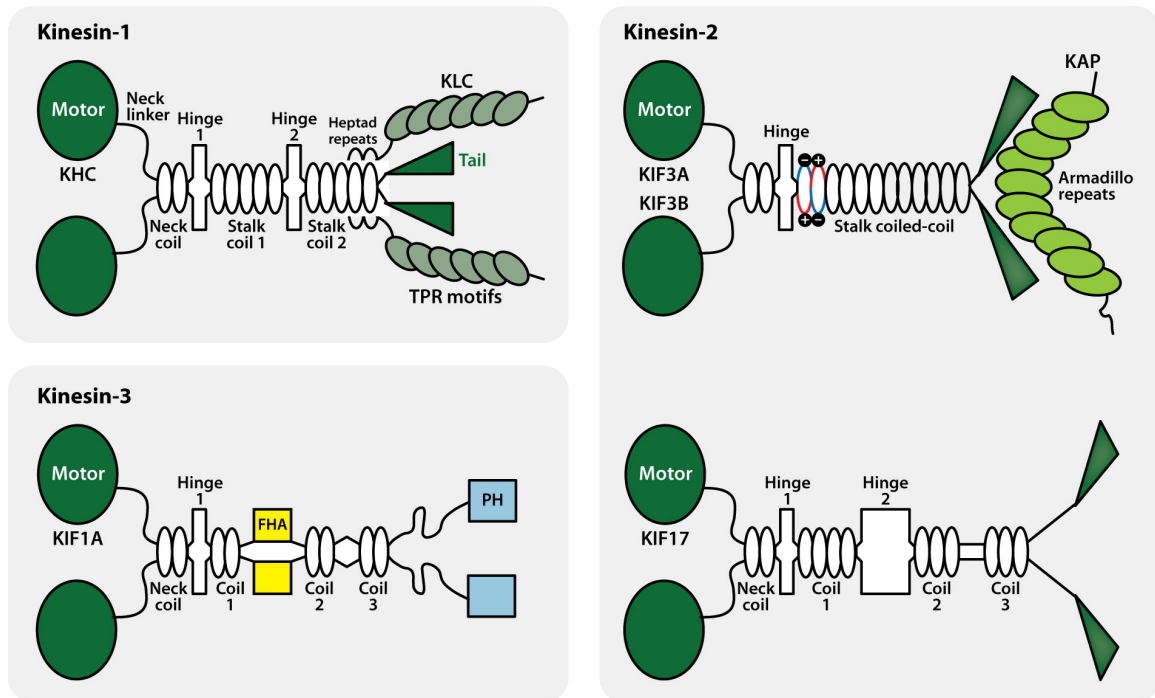 Kinesin-1
Motor
Neck
linker
KHC
Hinge
1
Hinge
2
Heptad
repeats
KLC
Tail
Neck
coil
Stalk
coil 1
Stalk
coil 2
TPR motifs
Kinesin-2
Motor
KIF3A
KIF3B
Hinge
− +
+ −
Stalk coiled-coil
KAP
Armadillo
repeats
Kinesin-3
Motor
KIF1A
Hinge
1
FHA
PH
Neck
coil
Coil
1
Coil
2
Coil
3
Motor
KIF17
Hinge
1
Hinge
2
Neck
coil
Coil
1
Coil
2
Coil
3